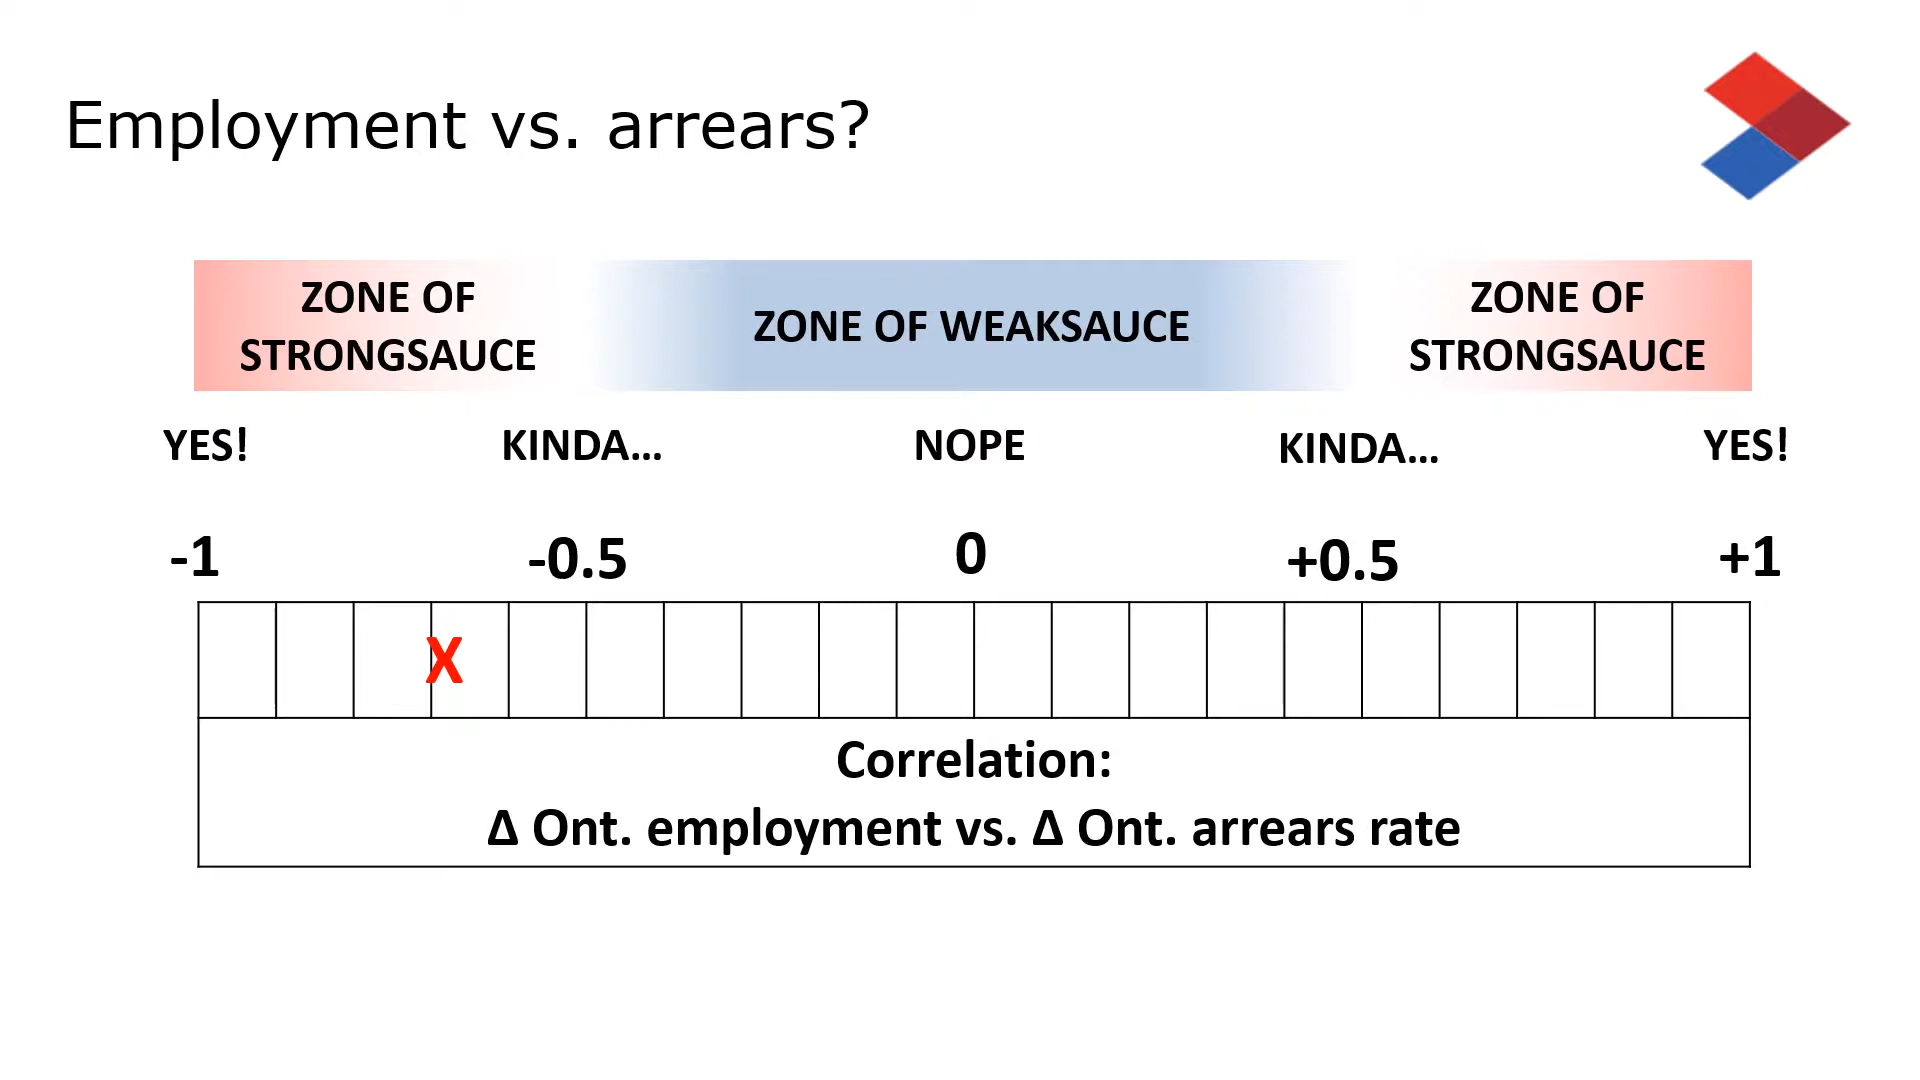 Employment vs. arrears?
ZONE OF
STRONGSAUCE
ZONE OF WEAKSAUCE
ZONE OF
STRONGSAUCE
YES!
KINDA...
NOPE
KINDA...
YES!
-1
-0.5
0
+0.5
+1
X
Correlation:
Δ Ont. employment vs. Δ Ont. arrears rate